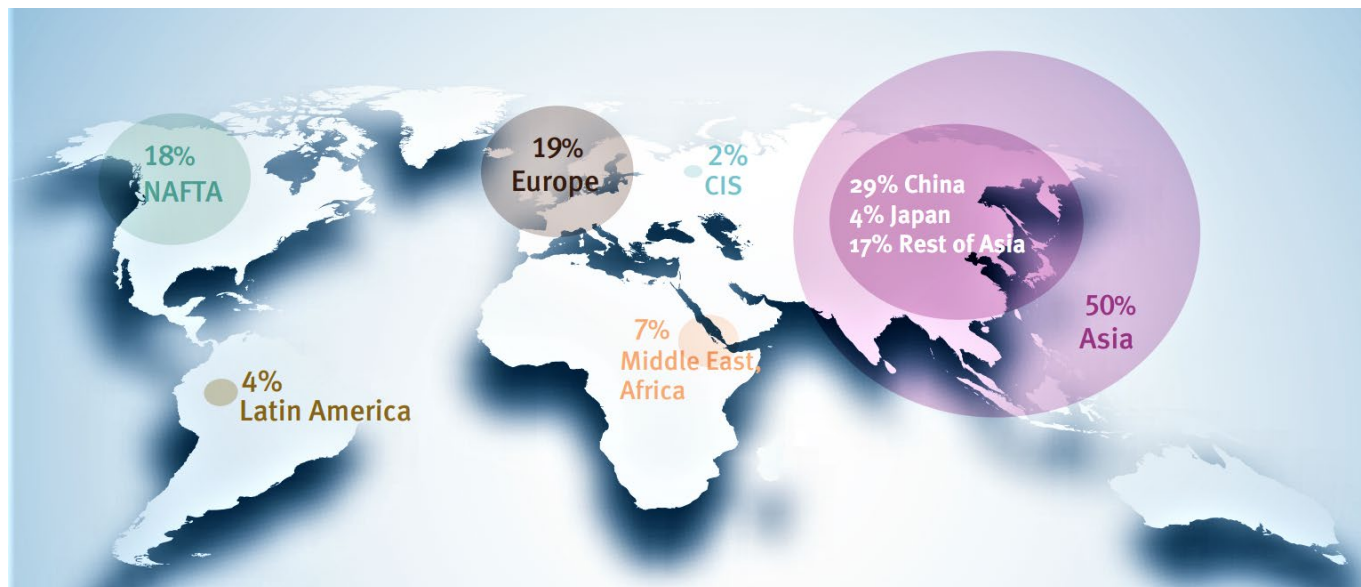 18%
NAFTA
19%
Europe
2%
CIS
29% China
4% Japan
17% Rest of Asia
50%
Asia
7%
Middle East,
Africa
4%
Latin America